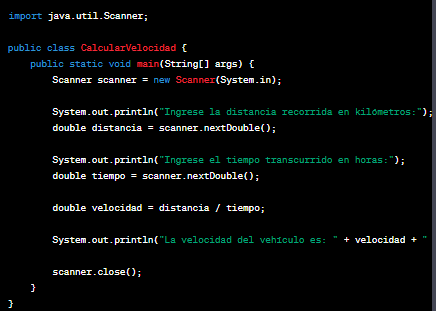 import java.util.Scanner;
public class CalcularVelocidad {
public static void main(String[] args) {
Scanner scanner = new Scanner(System.in);
System.out.println("Ingrese la distancia recorrida en kilómetros:");
double distancia = scanner.nextDouble();
System.out.println("Ingrese el tiempo transcurrido en horas:");
double tiempo = scanner.nextDouble();
double velocidad = distancia / tiempo;
System.out.println("La velocidad del vehículo es: " + velocidad + "
scanner.close();
}
}